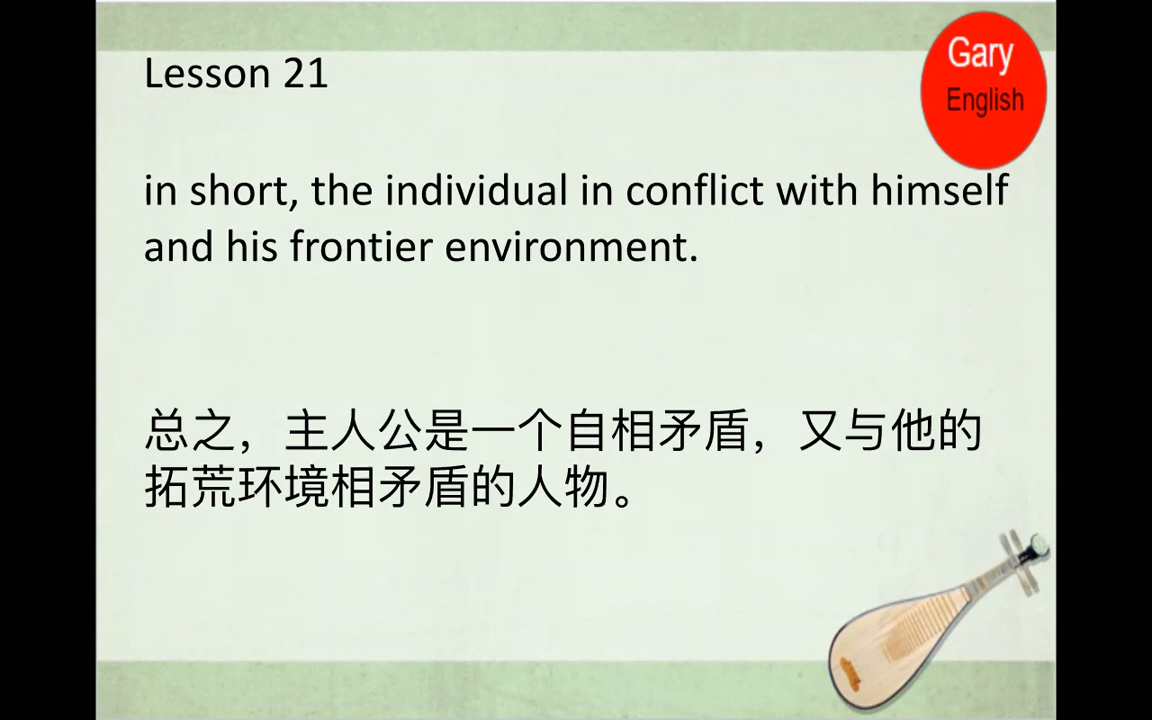 Lesson 21
Gary
English
in short, the individual in conflict with himself
and his frontier environment.
总之，主人公是一个自相矛盾，又与他的
拓荒环境相矛盾的人物。